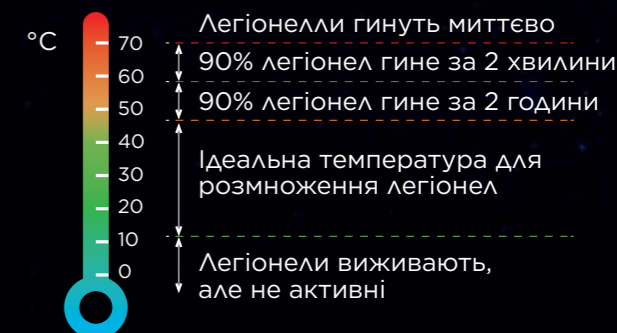 °C
Легіонелли гинуть миттєво
70
90% легіонел гине за 2 хвилини
60
90% легіонел гине за 2 години
50
40
Ідеальна температура для
розмноження легіонел
30
20
10
Легіонели виживають,
але не активні
0